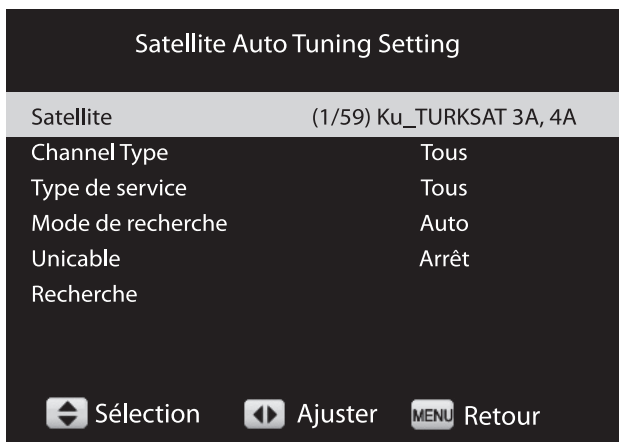 Satellite Auto Tuning Setting
Satellite (1/59) Ku_TURKSAT 3A, 4A
Channel Type Tous
Type de service Tous
Mode de recherche Auto
Unicable Arrêt
Recherche
Sélection Ajuster MENU Retour